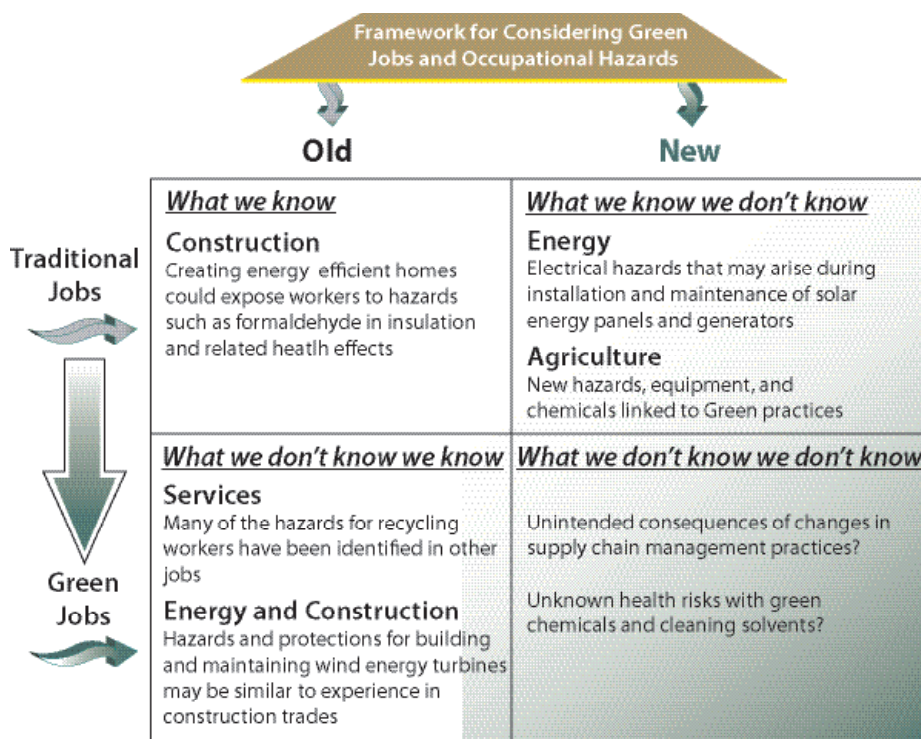 Framework for Considering Green
Jobs and Occupational Hazards
Old
New
Traditional
Jobs
What we know
Construction
Creating energy efficient homes
could expose workers to hazards
such as formaldehyde in insulation
and related heatlh effects
What we know we don't know
Energy
Electrical hazards that may arise during
installation and maintenance of solar
energy panels and generators
Agriculture
New hazards, equipment, and
chemicals linked to Green practices
Green
Jobs
What we don't know we know
Services
Many of the hazards for recycling
workers have been identified in other
jobs
Energy and Construction
Hazards and protections for building
and maintaining wind energy turbines
may be similar to experience in
construction trades
What we don't know we don't know
Unintended consequences of changes in
supply chain management practices?
Unknown health risks with green
chemicals and cleaning solvents?